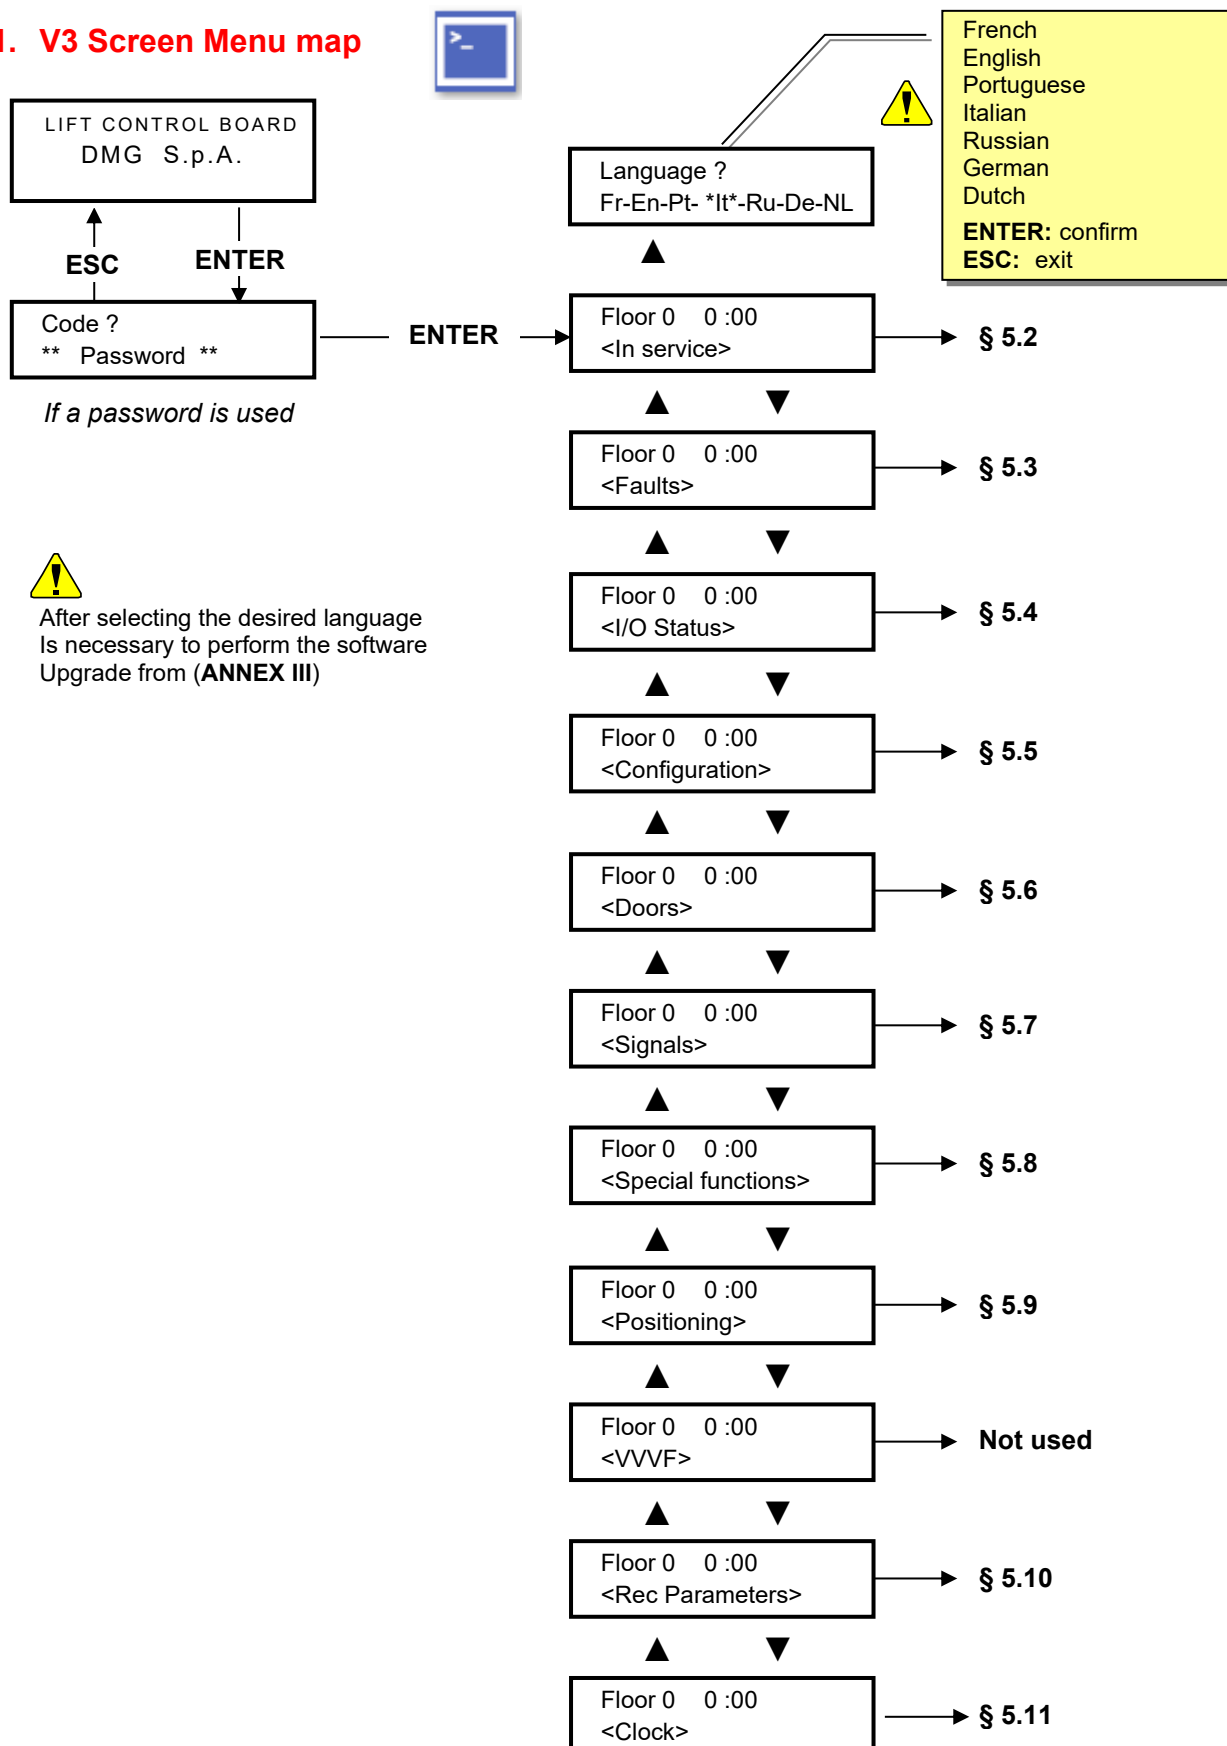 1. V3 Screen Menu map
>_
LIFT CONTROL BOARD
DMG S.p.A.
ESC
ENTER
Code ?
** Password **
If a password is used
ENTER
!
After selecting the desired language
Is necessary to perform the software
Upgrade from (ANNEX III)
Language ?
Fr-En-Pt- *It*-Ru-De-NL
!
French
English
Portuguese
Italian
Russian
German
Dutch
ENTER: confirm
ESC: exit
Floor 0 0 :00
<In service>
§ 5.2
Floor 0 0 :00
<Faults>
§ 5.3
Floor 0 0 :00
<I/O Status>
§ 5.4
Floor 0 0 :00
<Configuration>
§ 5.5
Floor 0 0 :00
<Doors>
§ 5.6
Floor 0 0 :00
<Signals>
§ 5.7
Floor 0 0 :00
<Special functions>
§ 5.8
Floor 0 0 :00
<Positioning>
§ 5.9
Floor 0 0 :00
<VVVF>
Not used
Floor 0 0 :00
<Rec Parameters>
§ 5.10
Floor 0 0 :00
<Clock>
§ 5.11